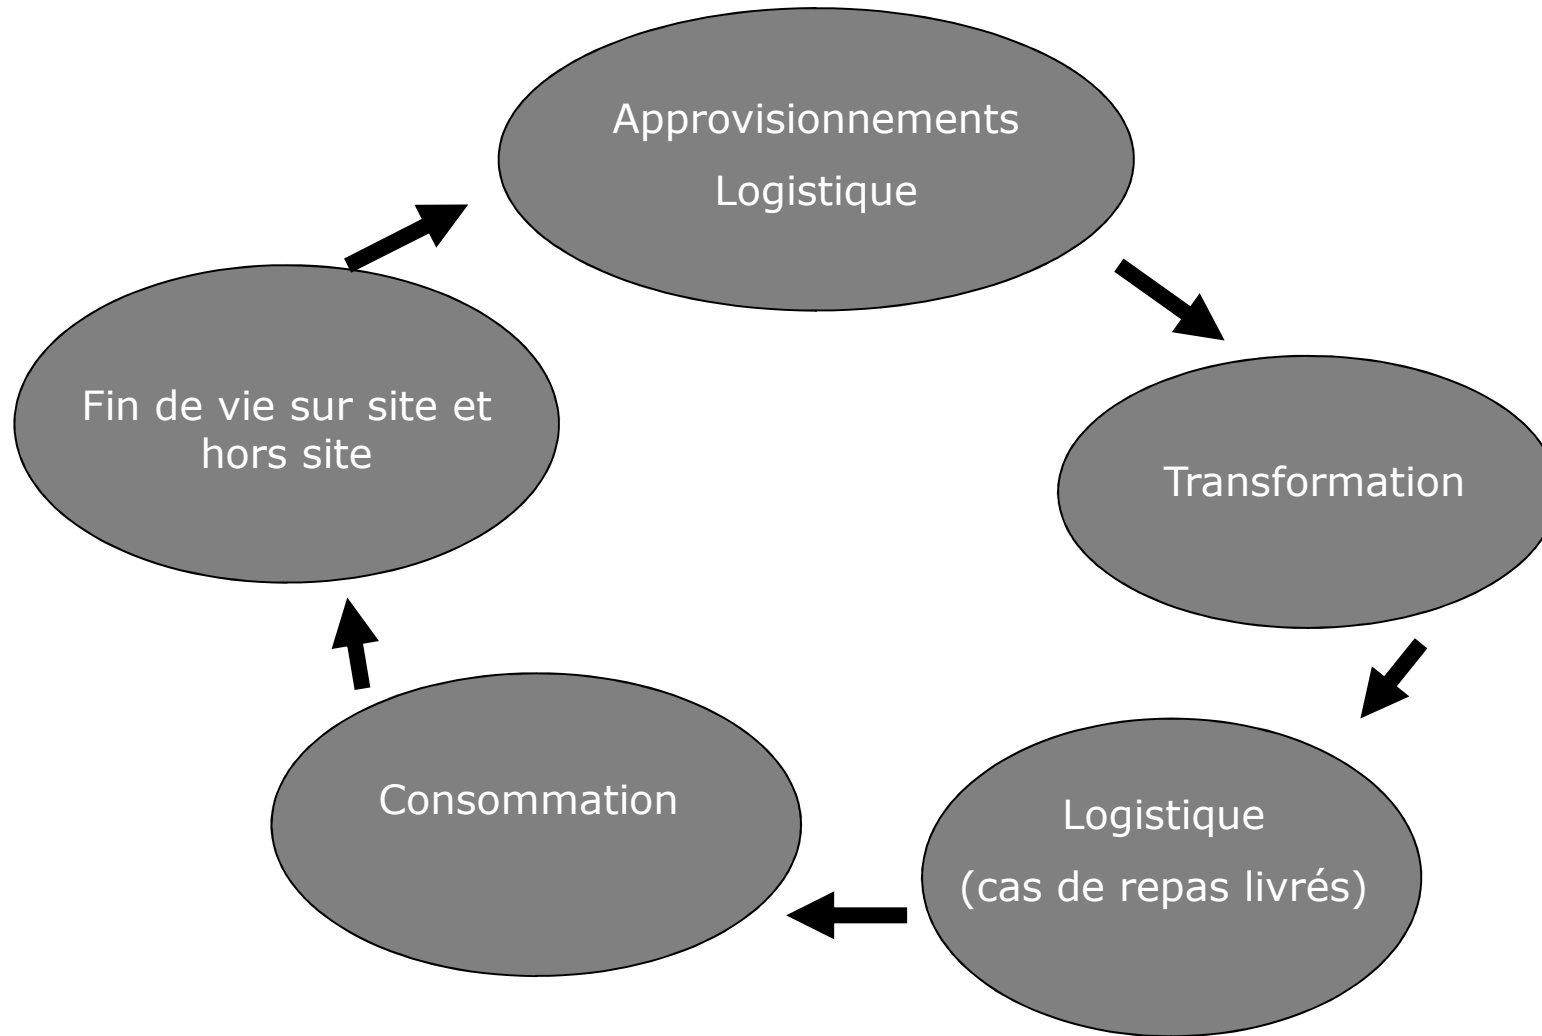 Approvisionnements
Logistique
Fin de vie sur site et
hors site
Transformation
Consommation
Logistique
(cas de repas livrés)